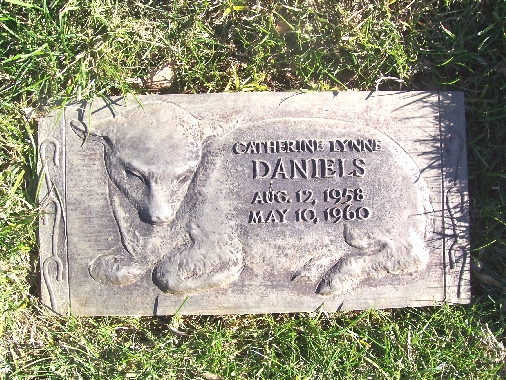 CATHERINE LYNNE
DANIELS
AUG. 12, 1958
MAY 10, 1960